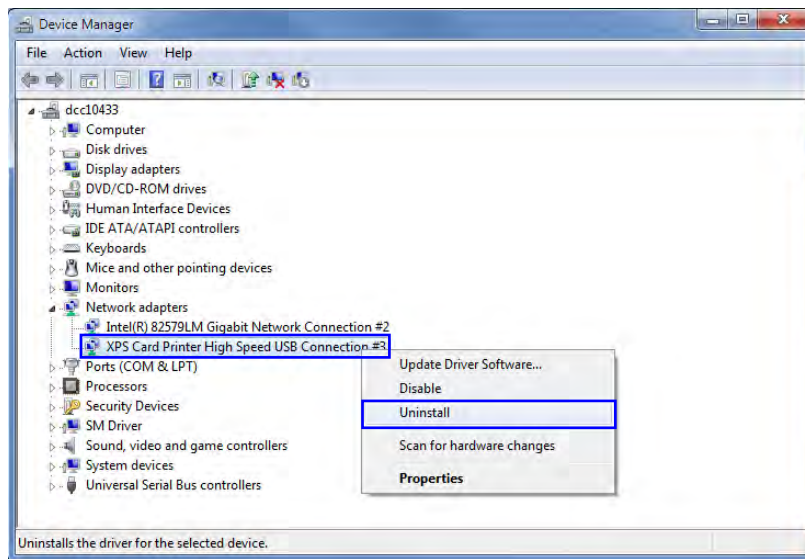 Device Manager
File Action View Help
dcc10433
Computer
Disk drives
Display adapters
DVD/CD-ROM drives
Human Interface Devices
IDE ATA/ATAPI controllers
Keyboards
Mice and other pointing devices
Monitors
Network adapters
Intel(R) 82579LM Gigabit Network Connection #2
XPS Card Printer High Speed USB Connection #3
Ports (COM & LPT)
Processors
Security Devices
SM Driver
Sound, video and game controllers
System devices
Universal Serial Bus controllers
Update Driver Software...
Disable
Uninstall
Scan for hardware changes
Properties
Uninstalls the driver for the selected device.